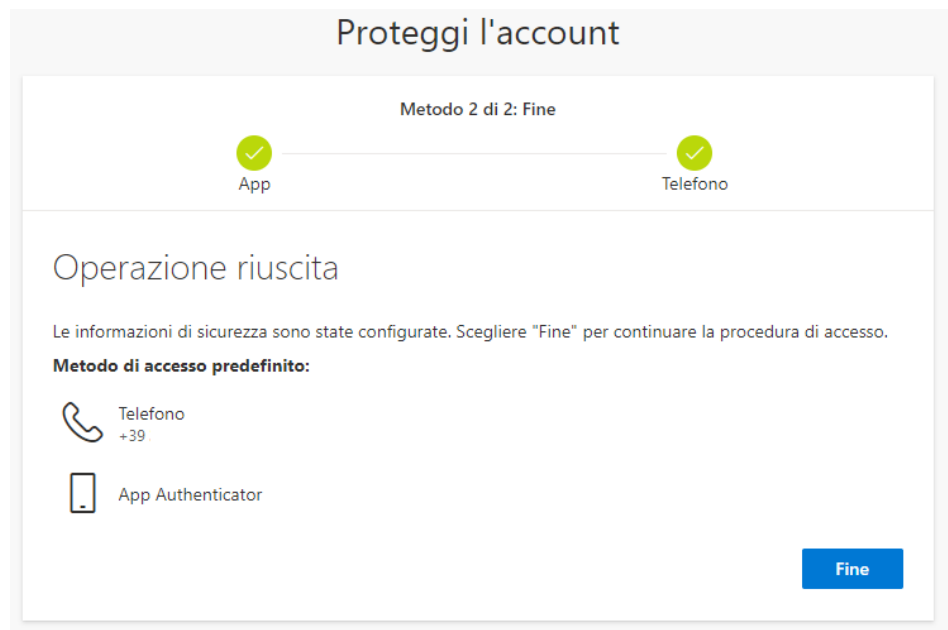 Proteggi l'account
Metodo 2 di 2: Fine
App
Telefono
Operazione riuscita
Le informazioni di sicurezza sono state configurate. Scegliere "Fine" per continuare la procedura di accesso.
Metodo di accesso predefinito:
Telefono
+39
App Authenticator
Fine